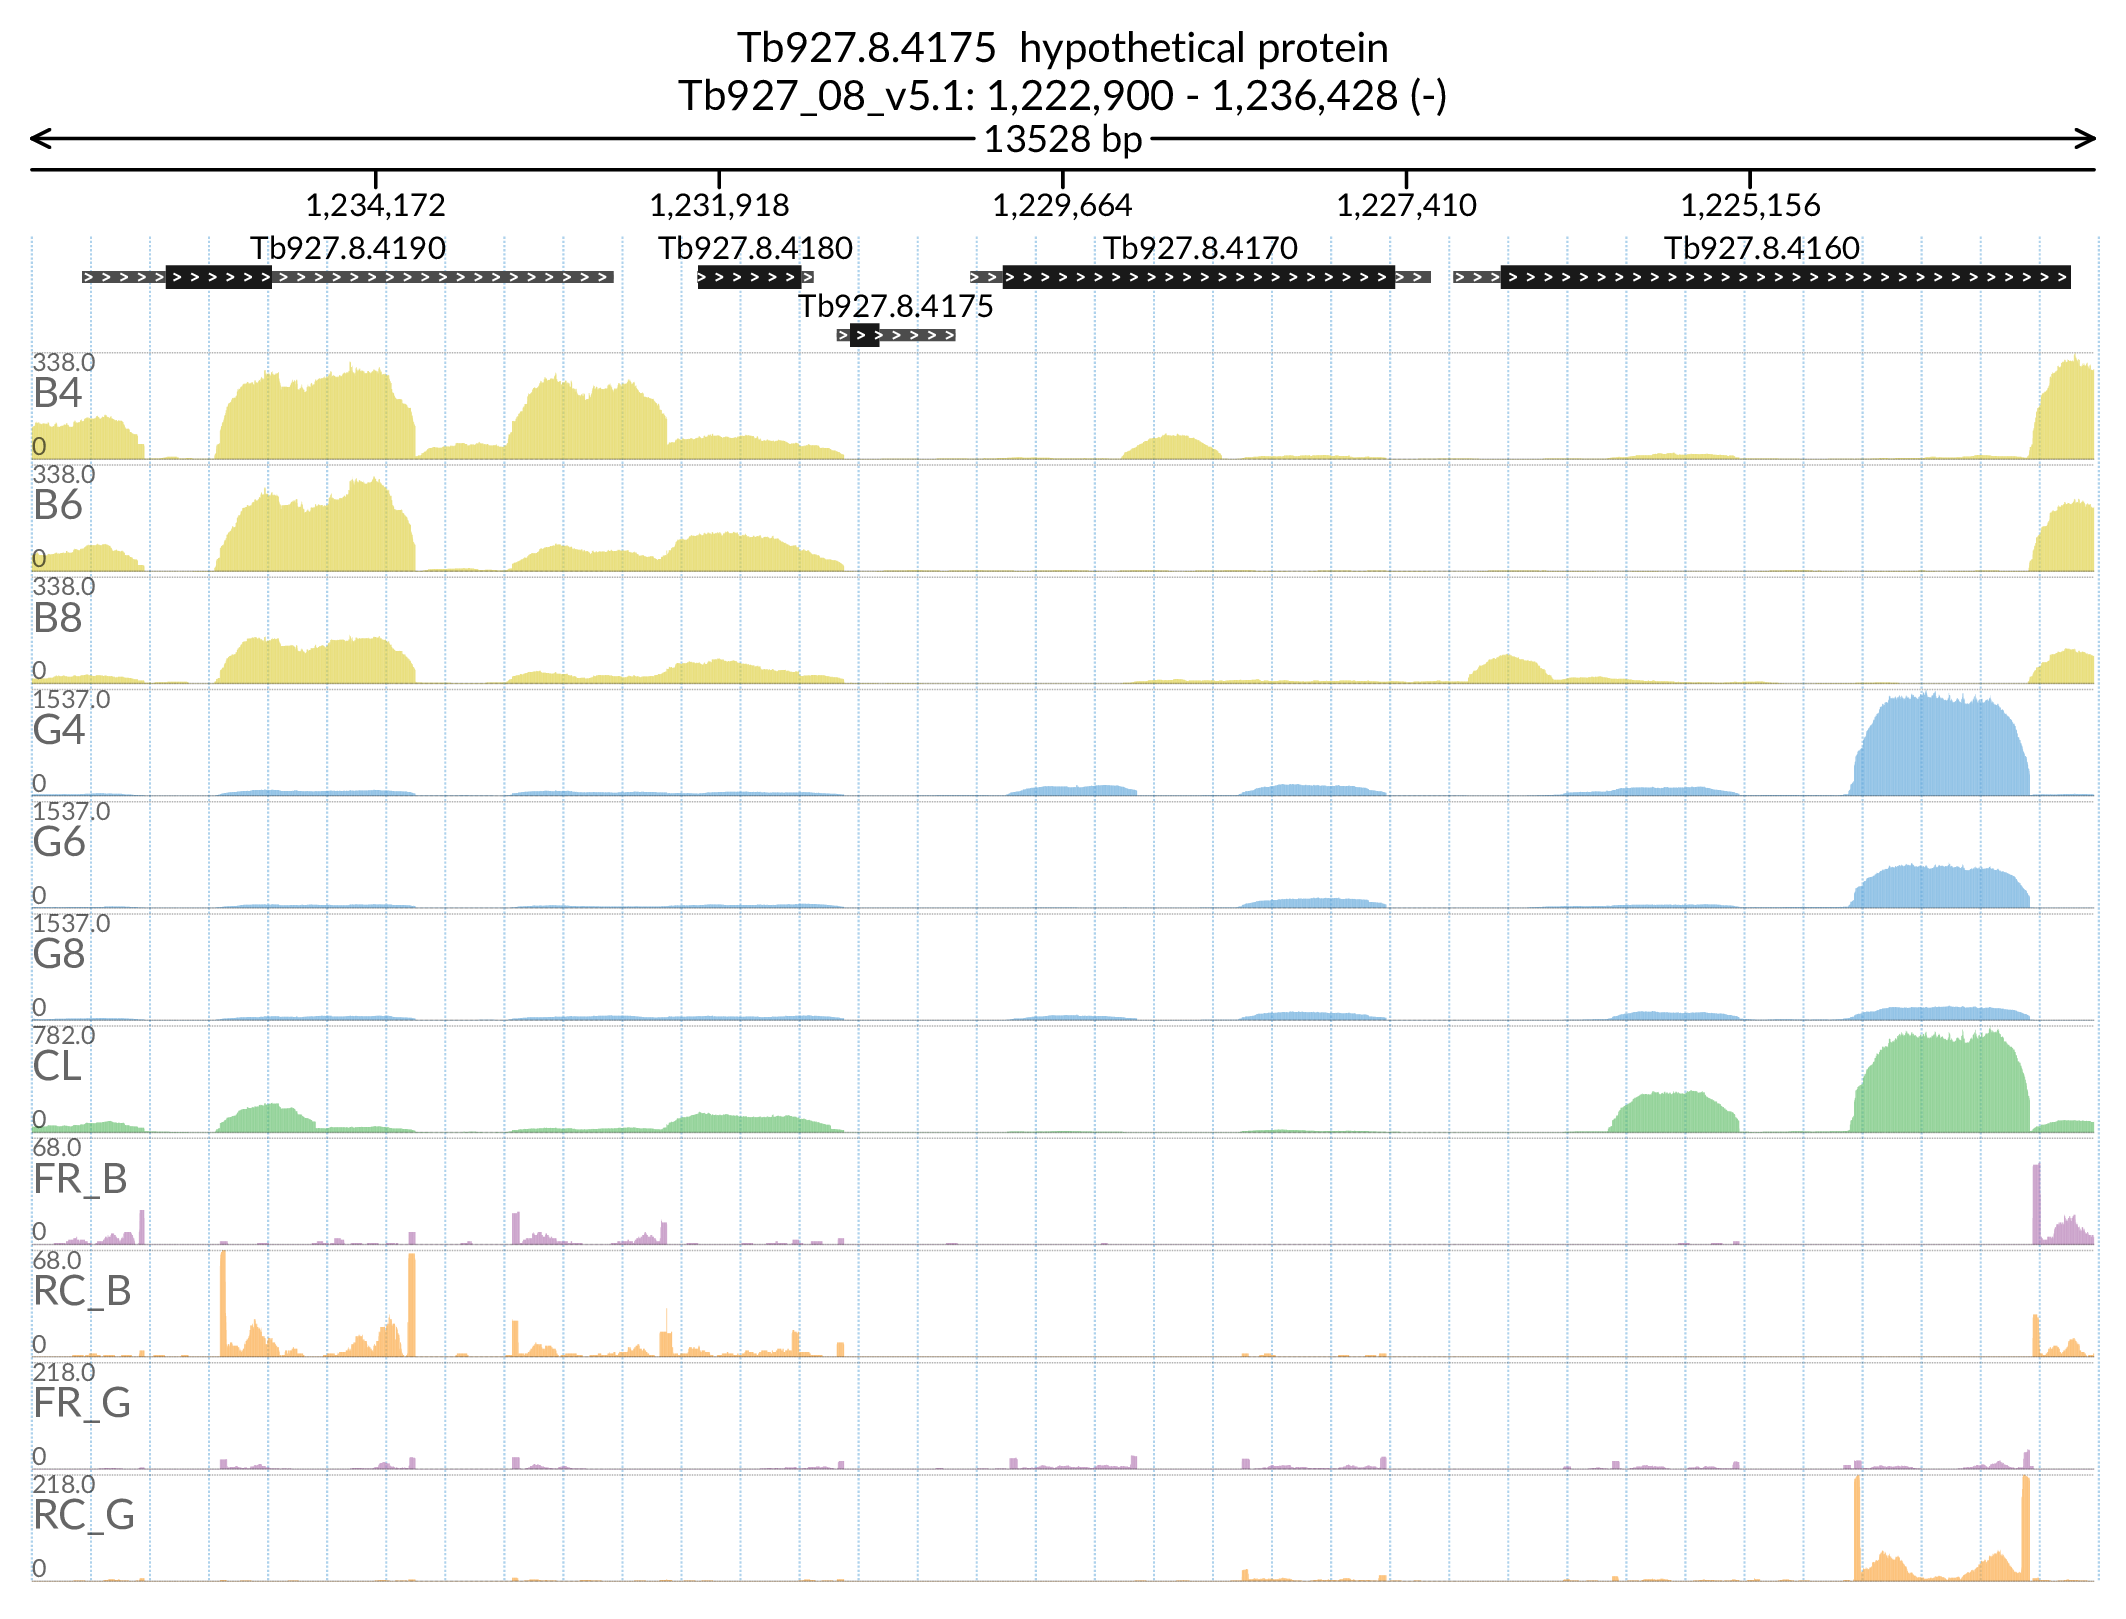 Tb927.8.4175  hypothetical protein
Tb927_08_v5.1: 1,222,900 - 1,236,428 (-)
13528 bp
1,234,172 1,231,918 1,229,664 1,227,410 1,225,156
Tb927.8.4190 Tb927.8.4180 Tb927.8.4170 Tb927.8.4160
Tb927.8.4175
338.0
B4
0
338.0
B6
0
338.0
B8
0
1537.0
G4
0
1537.0
G6
0
1537.0
G8
0
782.0
CL
0
68.0
FR_B
0
68.0
RC_B
0
218.0
FR_G
0
218.0
RC_G
0